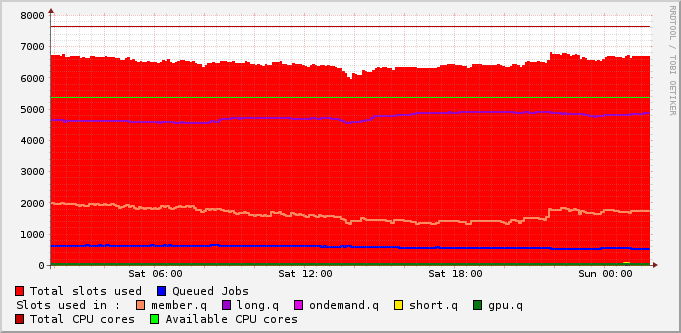 8000
7000
6000
5000
4000
3000
2000
1000
0
Sat 06:00 Sat 12:00 Sat 18:00 Sun 00:00
Total slots used Queued Jobs
Slots used in : member.q long.q ondemand.q short.q gpu.q
Total CPU cores Available CPU cores
RRDTOOL / TOBI OETIKER